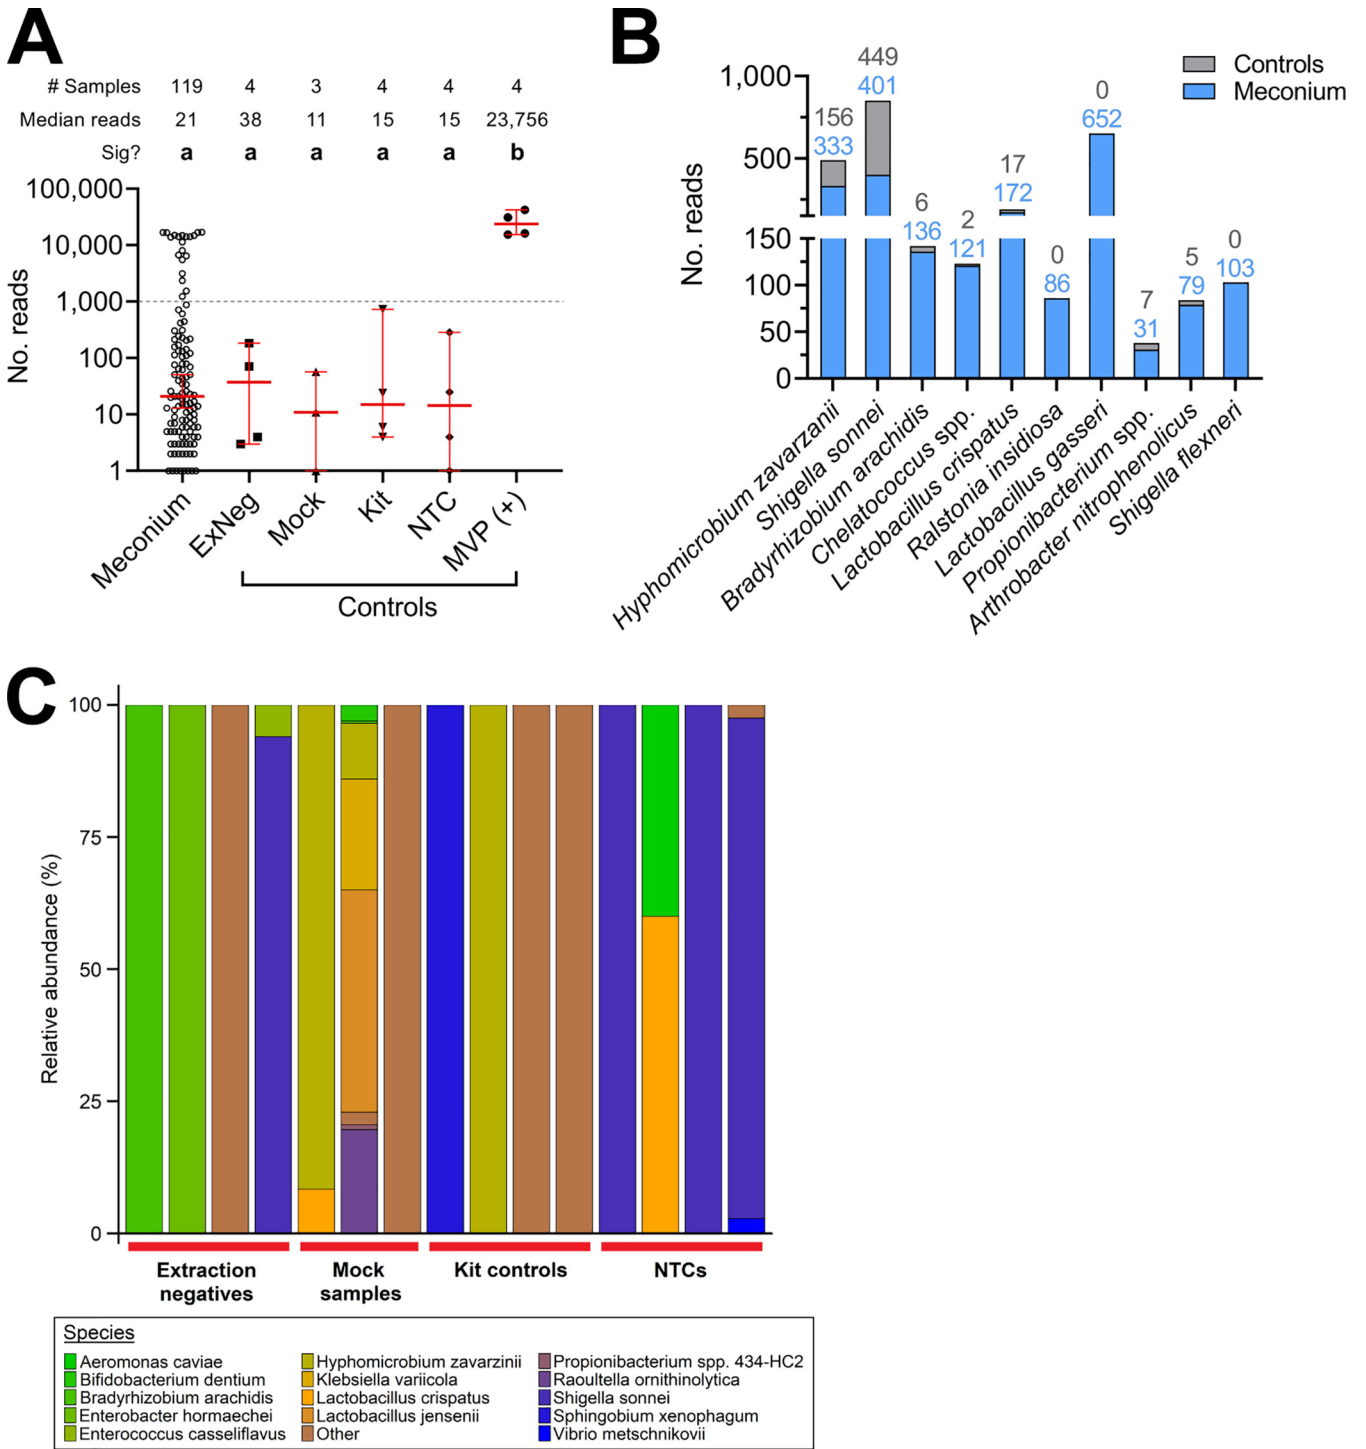 A
# Samples 119 4 3 4 4 4
Median reads 21 38 11 15 15 23,756
Sig? a a a a a b
No. reads
100,000
10,000
1,000
100
10
1
Meconium
ExNeg
Mock
Kit
NTC
MVP (+)
Controls
B
Controls
Meconium
No. reads
1,000
500
150
100
50
0
156
333
449
401
6
136
2
121
17
172
0
86
0
652
7
31
5
79
0
103
Hyphomicrobium zavarzanii
Shigella sonnei
Bradyrhizobium arachidis
Chelatococcus spp.
Lactobacillus crispatus
Ralstonia insidiosa
Lactobacillus gasseri
Propionibacterium spp.
Arthrobacter nitrophenolicus
Shigella flexneri
C
Relative abundance (%)
100
75
50
25
0
Extraction
negatives
Mock
samples
Kit controls
NTCs
Species
Aeromonas caviae
Bifidobacterium dentium
Bradyrhizobium arachidis
Enterobacter hormaechei
Enterococcus casseliflavus
Hyphomicrobium zavarzinii
Klebsiella variicola
Lactobacillus crispatus
Lactobacillus jensenii
Other
Propionibacterium spp. 434-HC2
Raoultella ornithinolytica
Shigella sonnei
Sphingobium xenophagum
Vibrio metschnikovii